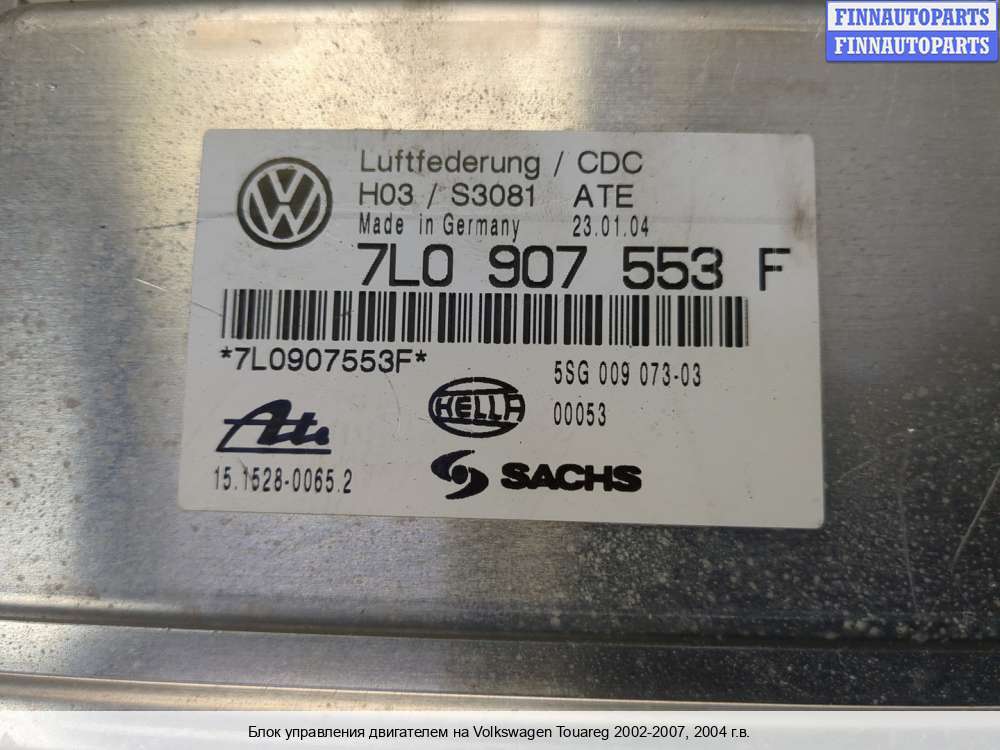 FINNAUTOPARTS
FINNAUTOPARTS
Luftfederung / CDC
H03 / S3081 ATE
Made in Germany 23.01.04
7L0 907 553 F
*7L0907553F*
5SG 009 073-03
HELLA 00053
Ate
15.1528-0065.2
SACHS
Блок управления двигателем на Volkswagen Touareg 2002-2007, 2004 г.в.